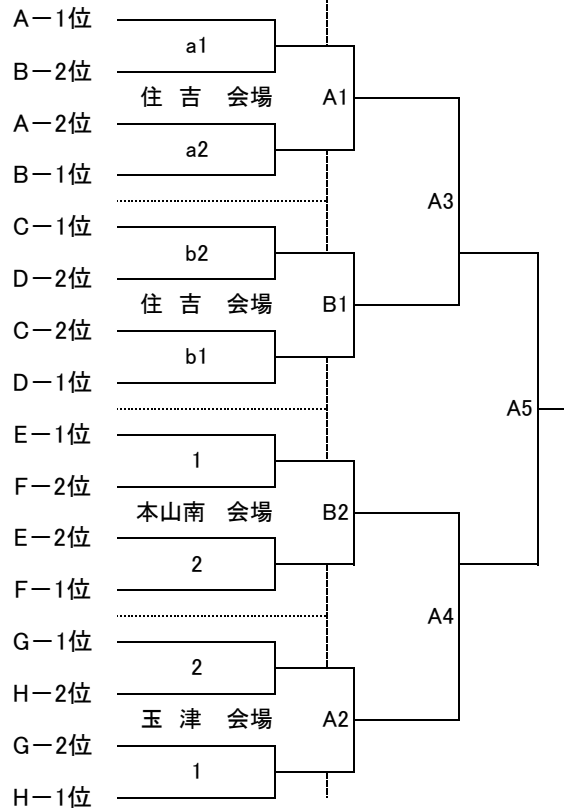 A－1位
a1
B－2位
住 吉 会場
A1
A－2位
a2
B－1位
A3
C－1位
b2
D－2位
住 吉 会場
B1
C－2位
b1
D－1位
A5
E－1位
1
F－2位
本山南 会場
B2
E－2位
2
F－1位
A4
G－1位
2
H－2位
玉 津 会場
A2
G－2位
1
H－1位